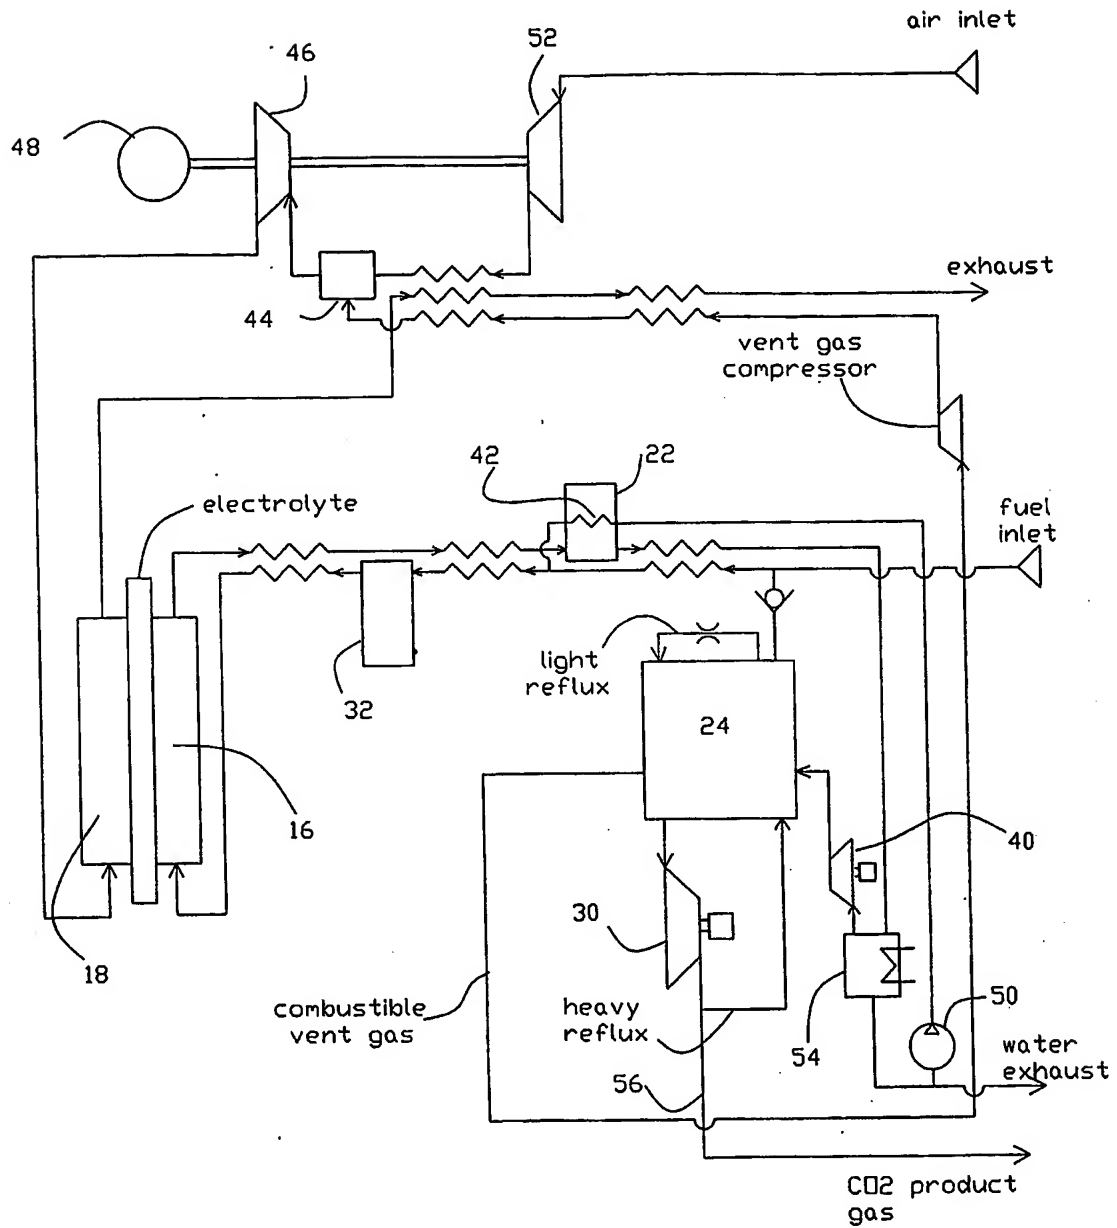 air inlet
52
46
48
exhaust
44
vent gas
compressor
42
22
electrolyte
fuel
inlet
light
reflux
32
24
16
40
30
18
combustible
vent gas
heavy
reflux
54
50
water
exhaust
56
CO2 product
gas